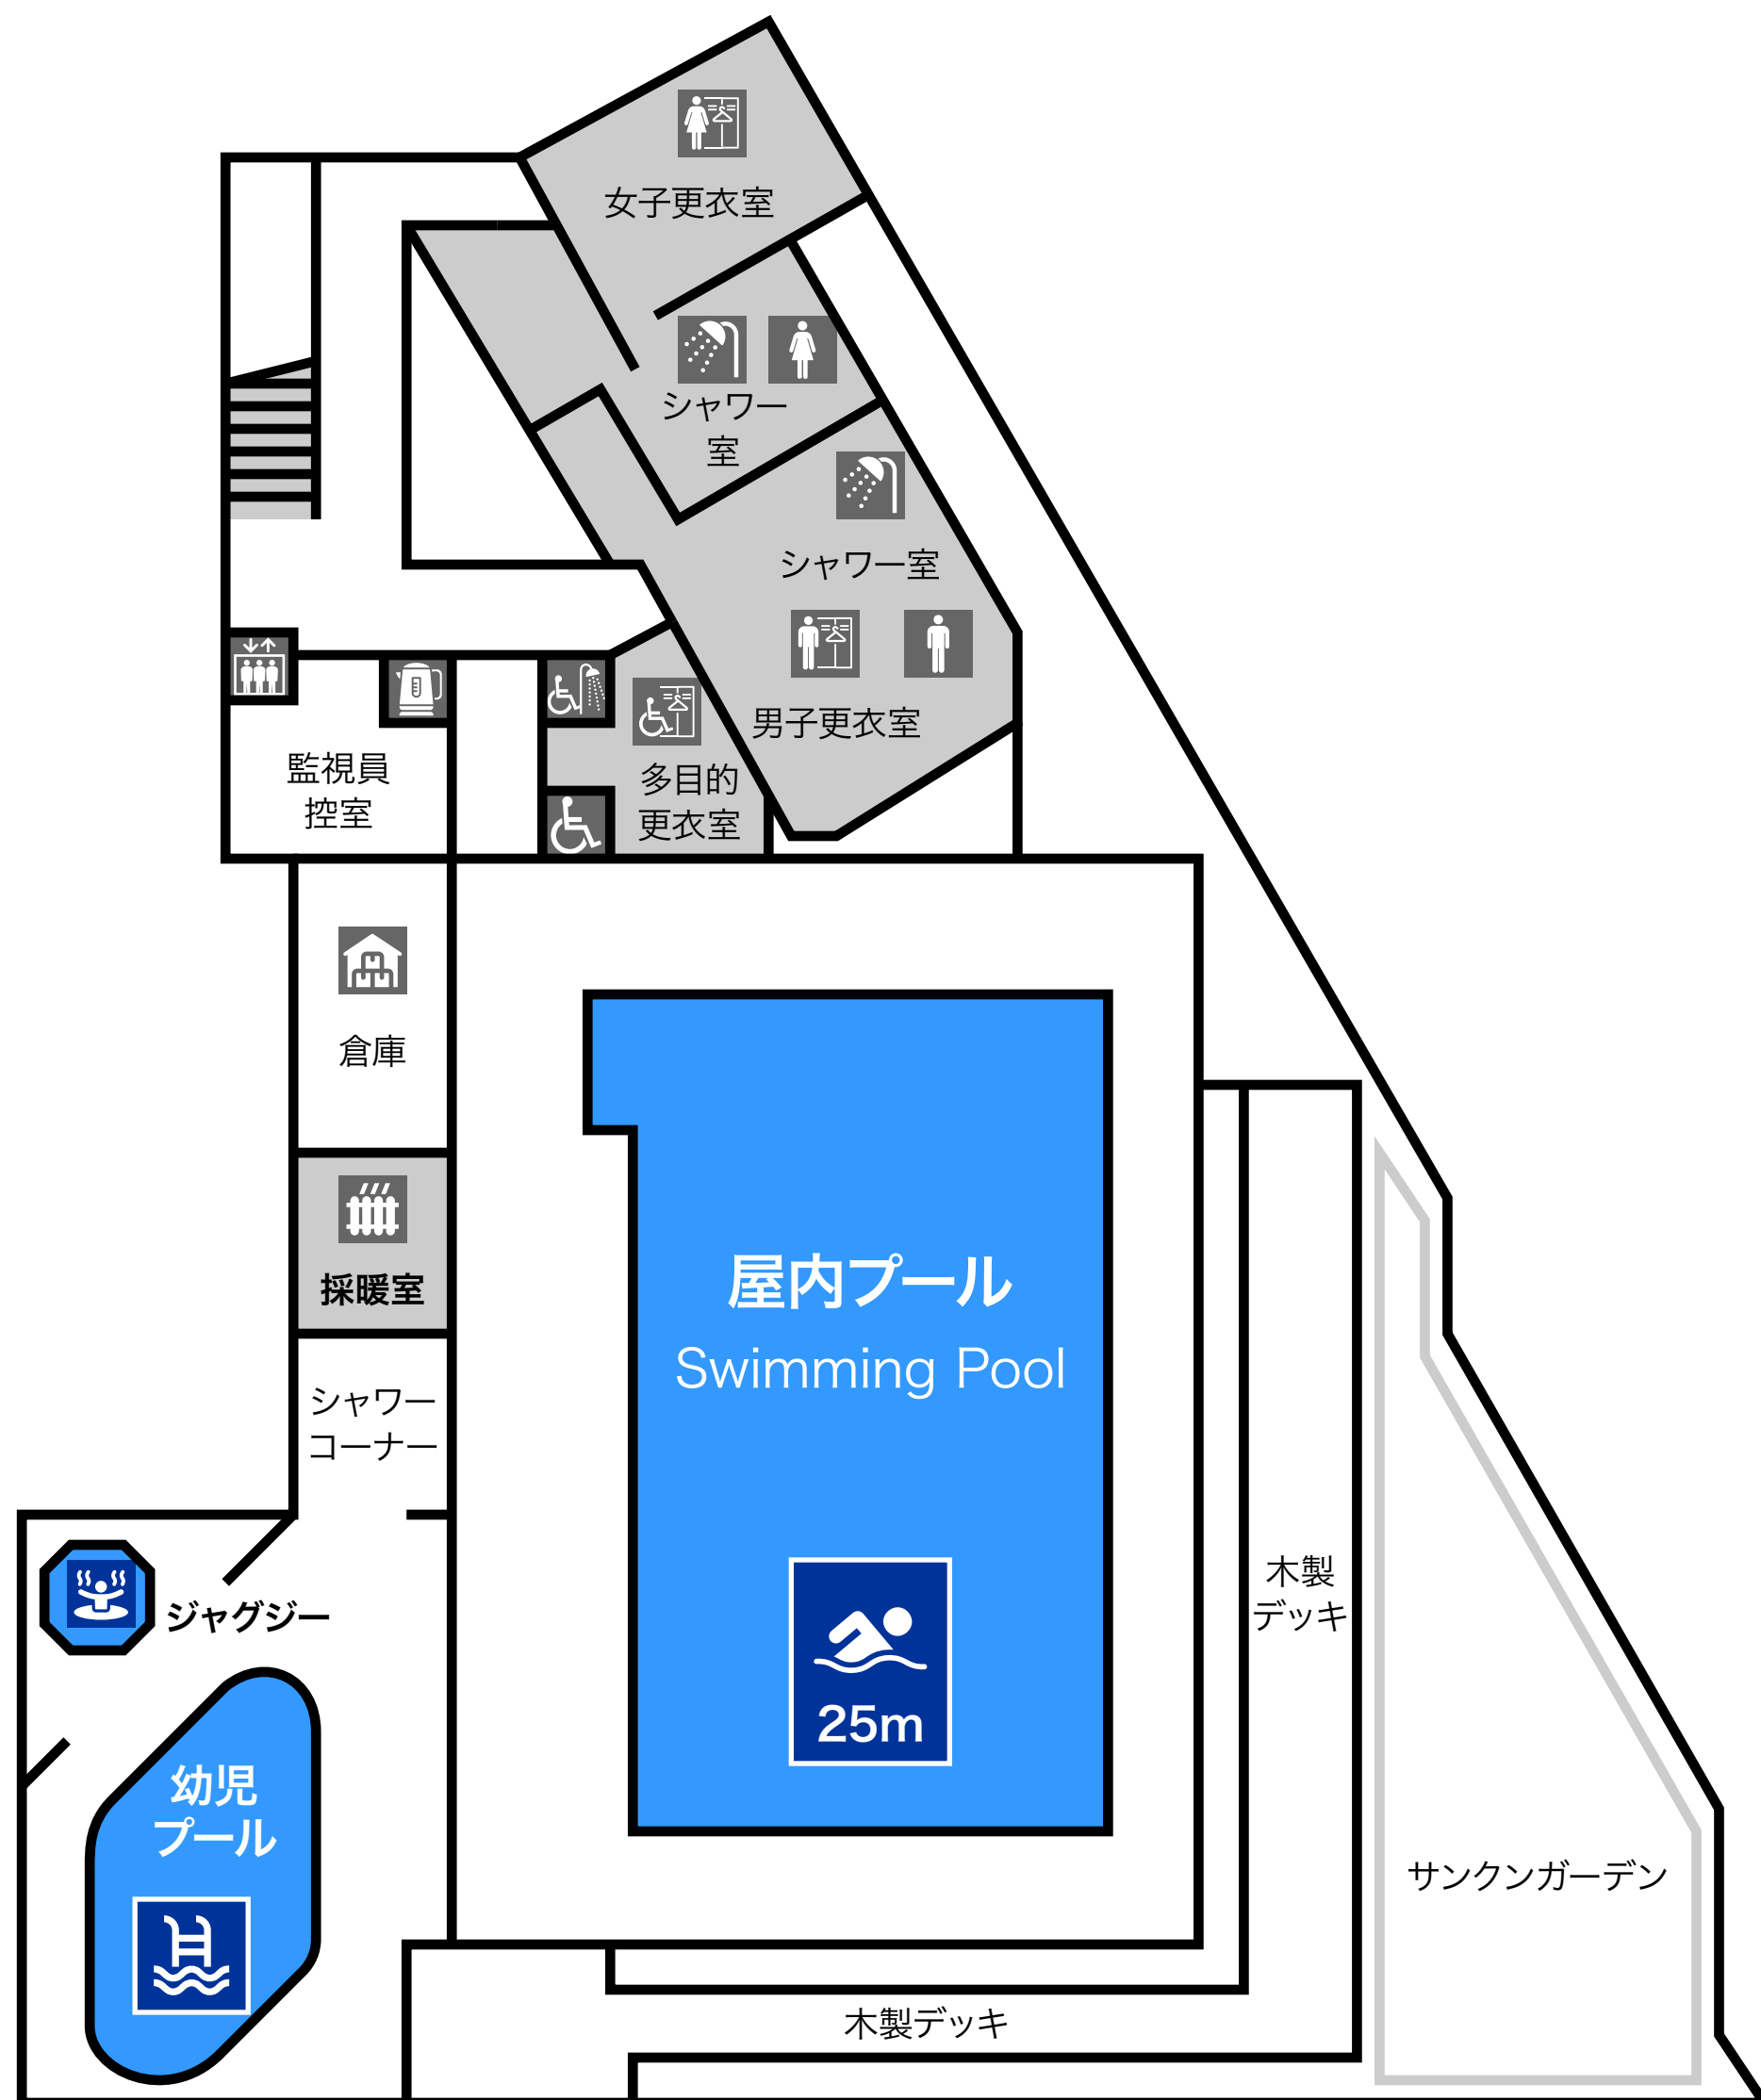 女子更衣室
シャワー
室
シャワー室
男子更衣室
監視員
控室
多目的
更衣室
倉庫
採暖室
屋内プール
Swimming Pool
シャワー
コーナー
ジャグジー
木製
デッキ
25m
幼児
プール
サンクンガーデン
木製デッキ